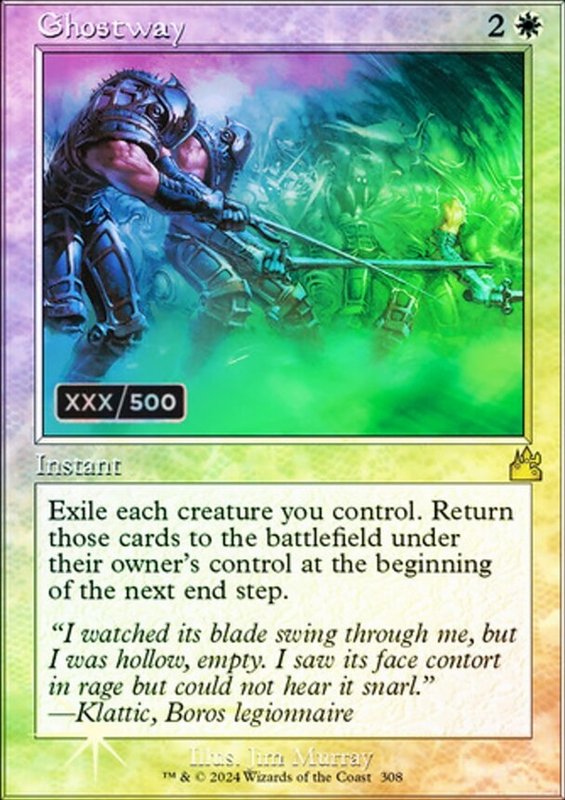 Ghostway 2
XXX/500
Instant
Exile each creature you control. Return
those cards to the battlefield under
their owner's control at the beginning
of the next end step.
"I watched its blade swing through me, but
I was hollow, empty. I saw its face contort
in rage but could not hear it snarl."
—Klattic, Boros legionnaire
Illus. Jim Murray
™ & © 2024 Wizards of the Coast 308